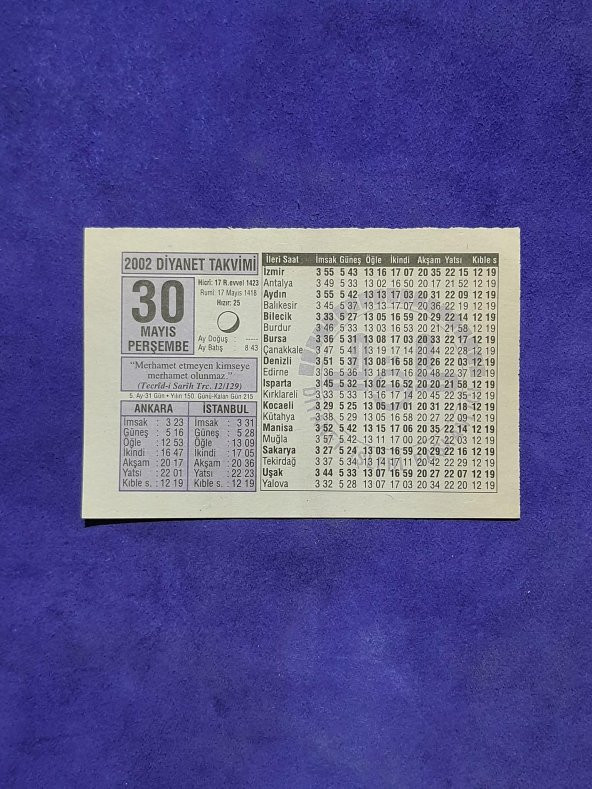 2002 DİYANET TAKVİMİ
30
MAYIS
PERŞEMBE
Hicri: 17 R.evvel 1423
Rumi: 17 Mayıs 1418
Hızır: 25
Ay Doğuş : -----
Ay Batış : 8 43
"Merhamet etmeyen kimseye
merhamet olunmaz."
(Tecrîd-i Sarih Trc. 12/129)
5. Ay-31 Gün • Yılın 150. Günü-Kalan Gün 215
ANKARA
İmsak : 3 23
Güneş : 5 16
Öğle : 12 53
İkindi : 16 47
Akşam : 20 17
Yatsı : 22 01
Kıble s. : 12 19
İSTANBUL
İmsak : 3 31
Güneş : 5 28
Öğle : 13 09
İkindi : 17 05
Akşam : 20 36
Yatsı : 22 23
Kıble s. : 12 19
İleri Saat İmsak Güneş Öğle İkindi Akşam Yatsı Kıble s
İzmir 3 55 5 43 13 16 17 07 20 35 22 15 12 19
Antalya 3 49 5 33 13 02 16 50 20 17 21 52 12 19
Aydın 3 55 5 42 13 13 17 03 20 31 22 09 12 19
Balıkesir 3 45 5 37 13 13 17 06 20 36 22 19 12 19
Bilecik 3 33 5 27 13 05 16 59 20 29 22 14 12 19
Burdur 3 46 5 33 13 03 16 53 20 21 21 58 12 19
Bursa 3 36 5 31 13 08 17 03 20 33 22 17 12 19
Çanakkale 3 47 5 41 13 19 17 14 20 44 22 28 12 19
Denizli 3 51 5 37 13 08 16 58 20 26 22 03 12 19
Edirne 3 36 5 36 13 19 17 16 20 48 22 37 12 19
Isparta 3 45 5 32 13 02 16 52 20 20 21 58 12 19
Kırklareli 3 33 5 33 13 16 17 13 20 46 22 35 12 19
Kocaeli 3 29 5 25 13 05 17 01 20 31 22 18 12 19
Kütahya 3 38 5 29 13 05 16 58 20 27 22 09 12 19
Manisa 3 52 5 42 13 15 17 06 20 35 22 14 12 19
Muğla 3 57 5 42 13 11 17 00 20 27 22 03 12 19
Sakarya 3 27 5 24 13 03 16 59 20 29 22 16 12 19
Tekirdağ 3 37 5 34 13 14 17 11 20 42 22 29 12 19
Uşak 3 44 5 33 13 07 16 59 20 27 22 07 12 19
Yalova 3 32 5 28 13 07 17 03 20 34 22 20 12 19